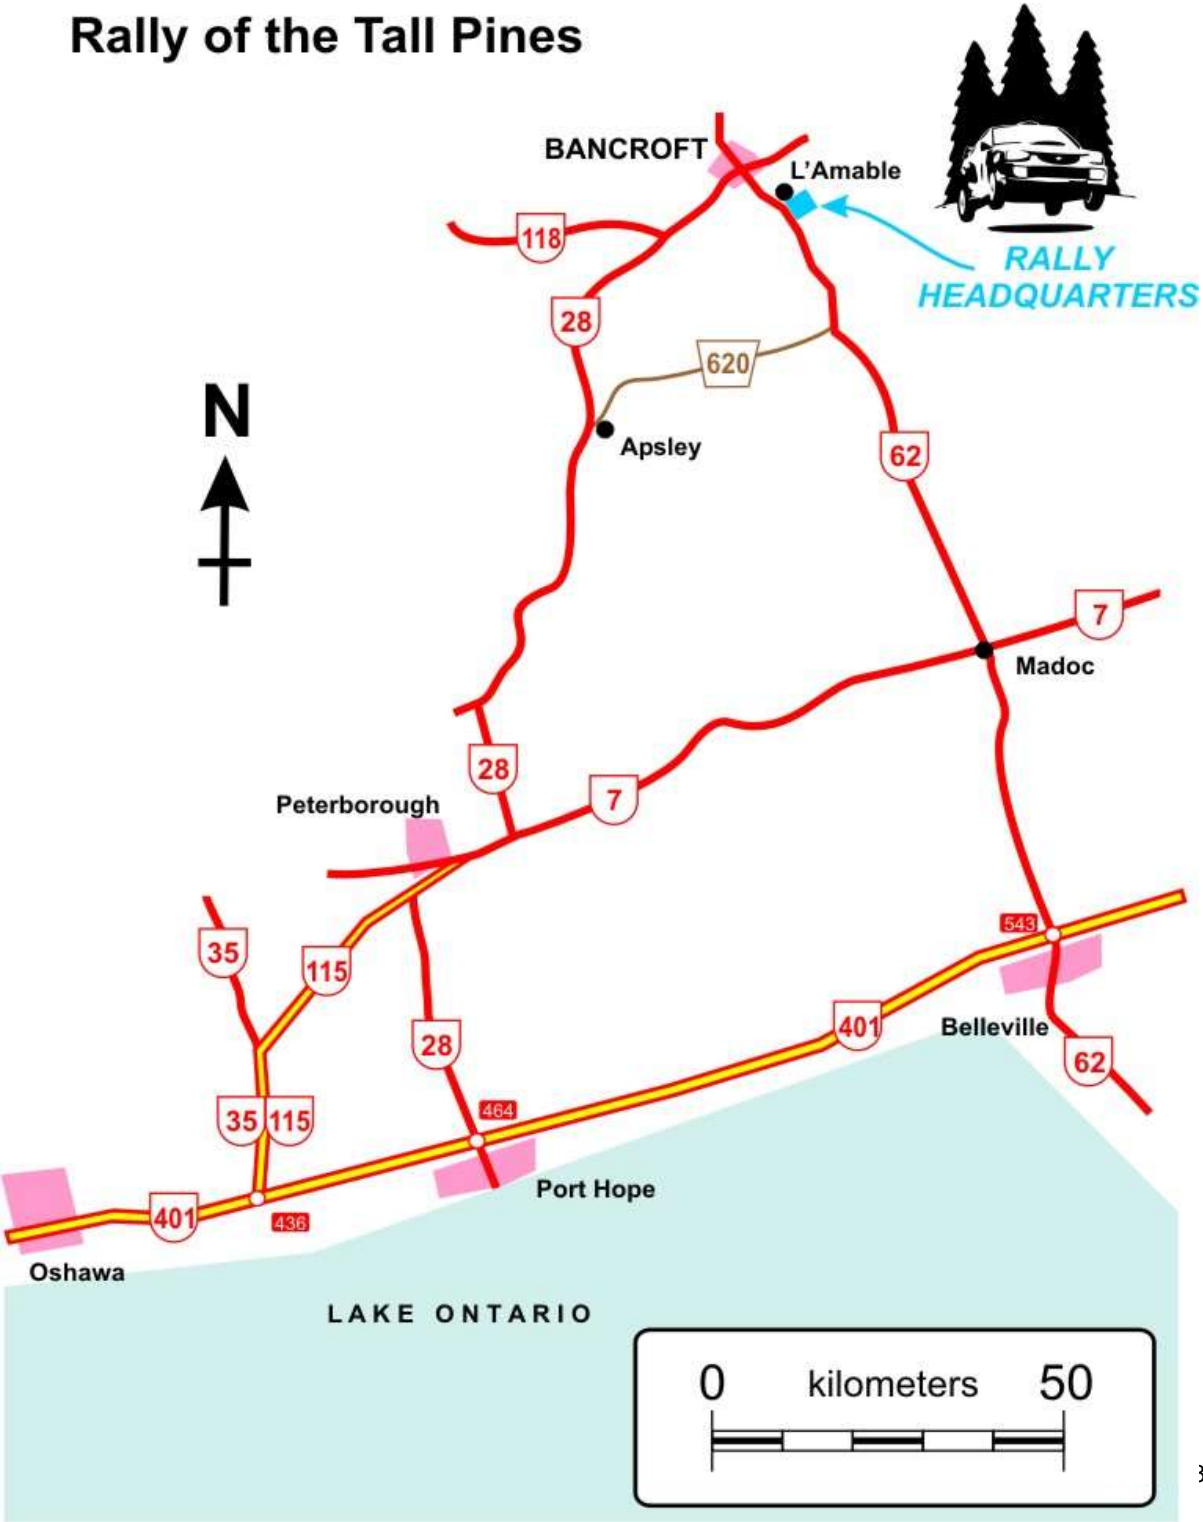 Rally of the Tall Pines
BANCROFT
L'Amable
118
RALLY
HEADQUARTERS
28
620
N
Apsley
62
7
Madoc
28
7
Peterborough
543
35
115
401
Belleville
28
62
464
35
115
Port Hope
401
436
Oshawa
LAKE ONTARIO
0 kilometers 50